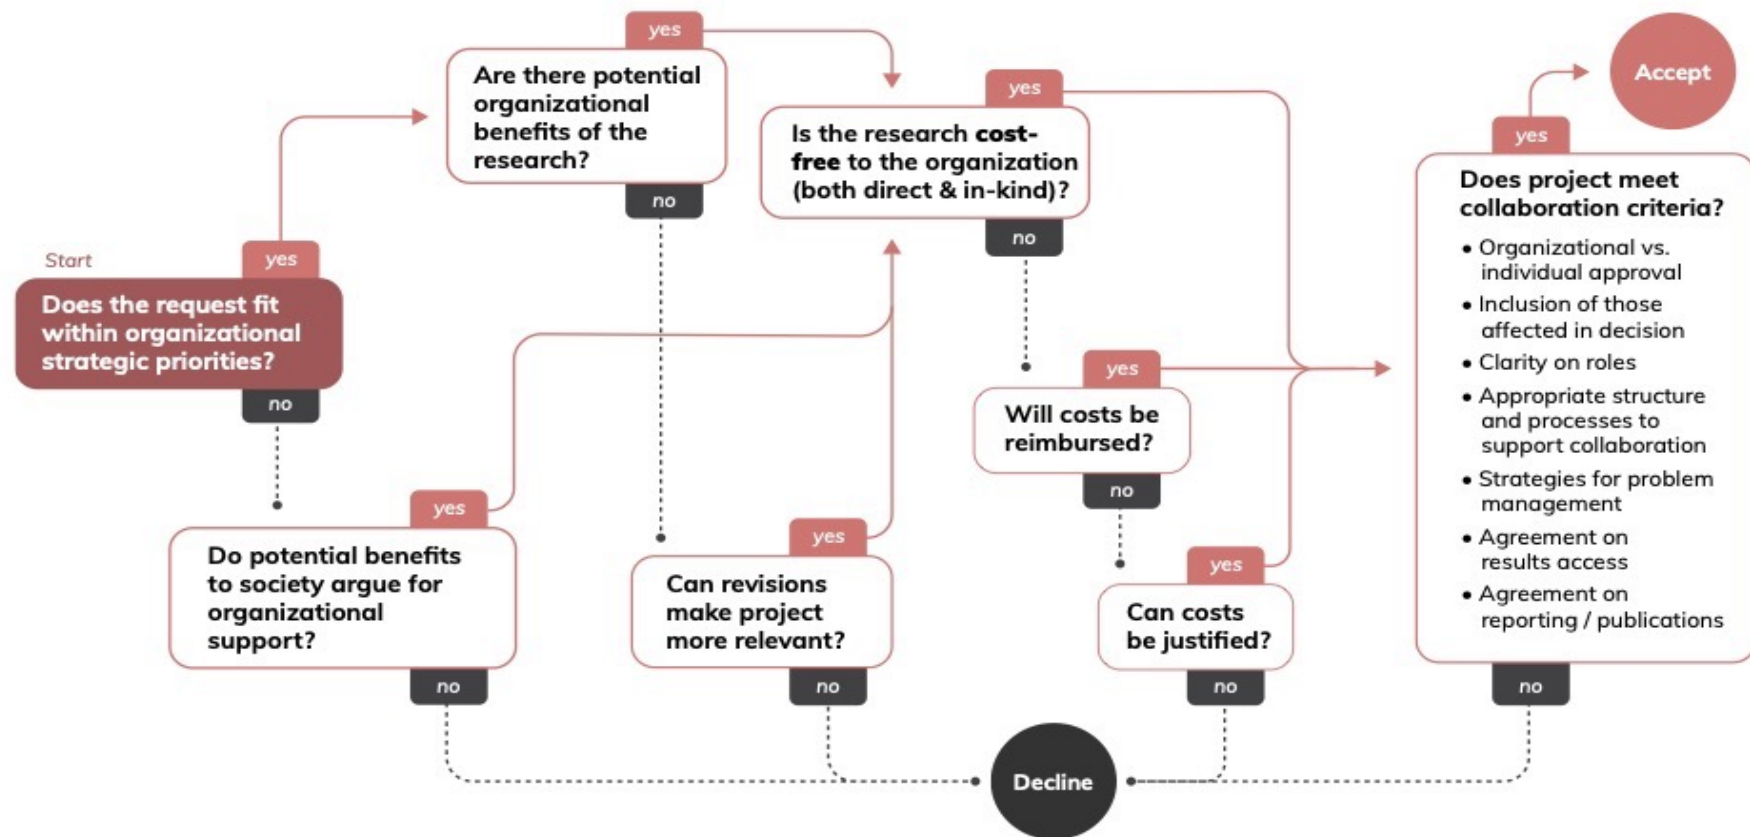 Start
yes
Does the request fit
within organizational
strategic priorities?
no
yes
Are there potential
organizational
benefits of the
research?
no
yes
Do potential benefits
to society argue for
organizational
support?
no
yes
Can revisions
make project
more relevant?
no
yes
Is the research cost-
free to the organization
(both direct & in-kind)?
no
yes
Will costs be
reimbursed?
no
yes
Can costs
be justified?
no
yes
Does project meet
collaboration criteria?
• Organizational vs.
individual approval
• Inclusion of those
affected in decision
• Clarity on roles
• Appropriate structure
and processes to
support collaboration
• Strategies for problem
management
• Agreement on
results access
• Agreement on
reporting / publications
no
Accept
Decline